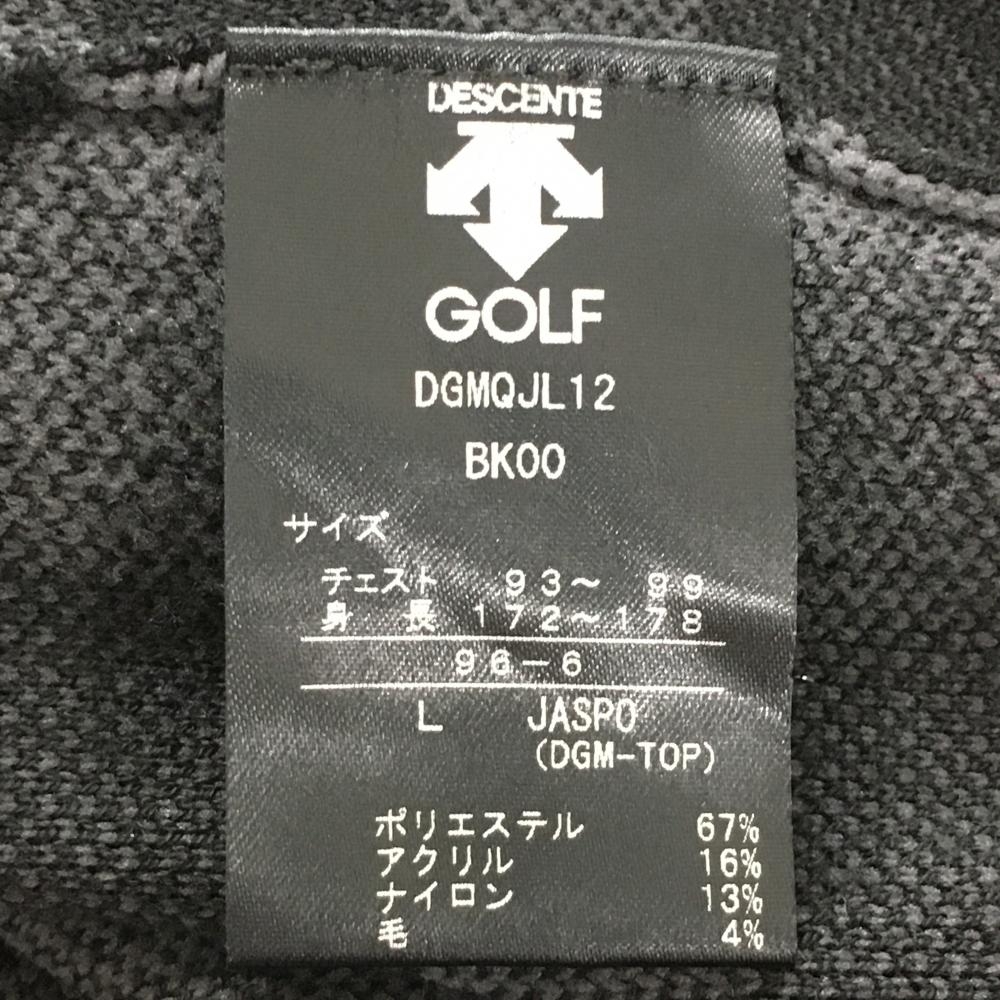 DESCENTE
GOLF
DGMQJL12
BK00
サイズ
チェスト 93〜 99
身 長 172〜178
96-6
L JASPO
(DGM-TOP)
ポリエステル 67%
アクリル 16%
ナイロン 13%
毛 4%